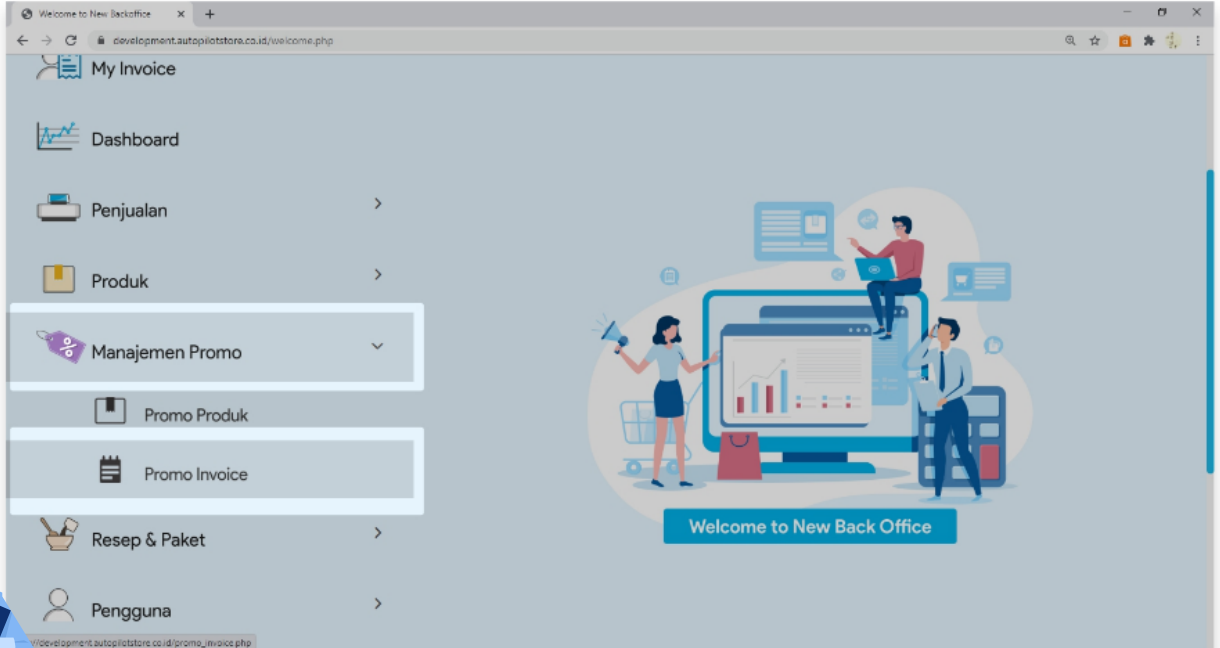 Welcome to New Backoffice
development.autopilotstore.co.id/welcome.php
My Invoice
Dashboard
Penjualan
Produk
Manajemen Promo
Promo Produk
Promo Invoice
Resep & Paket
Pengguna
Welcome to New Back Office
development.autopilotstore.co.id/promo_invoice.php